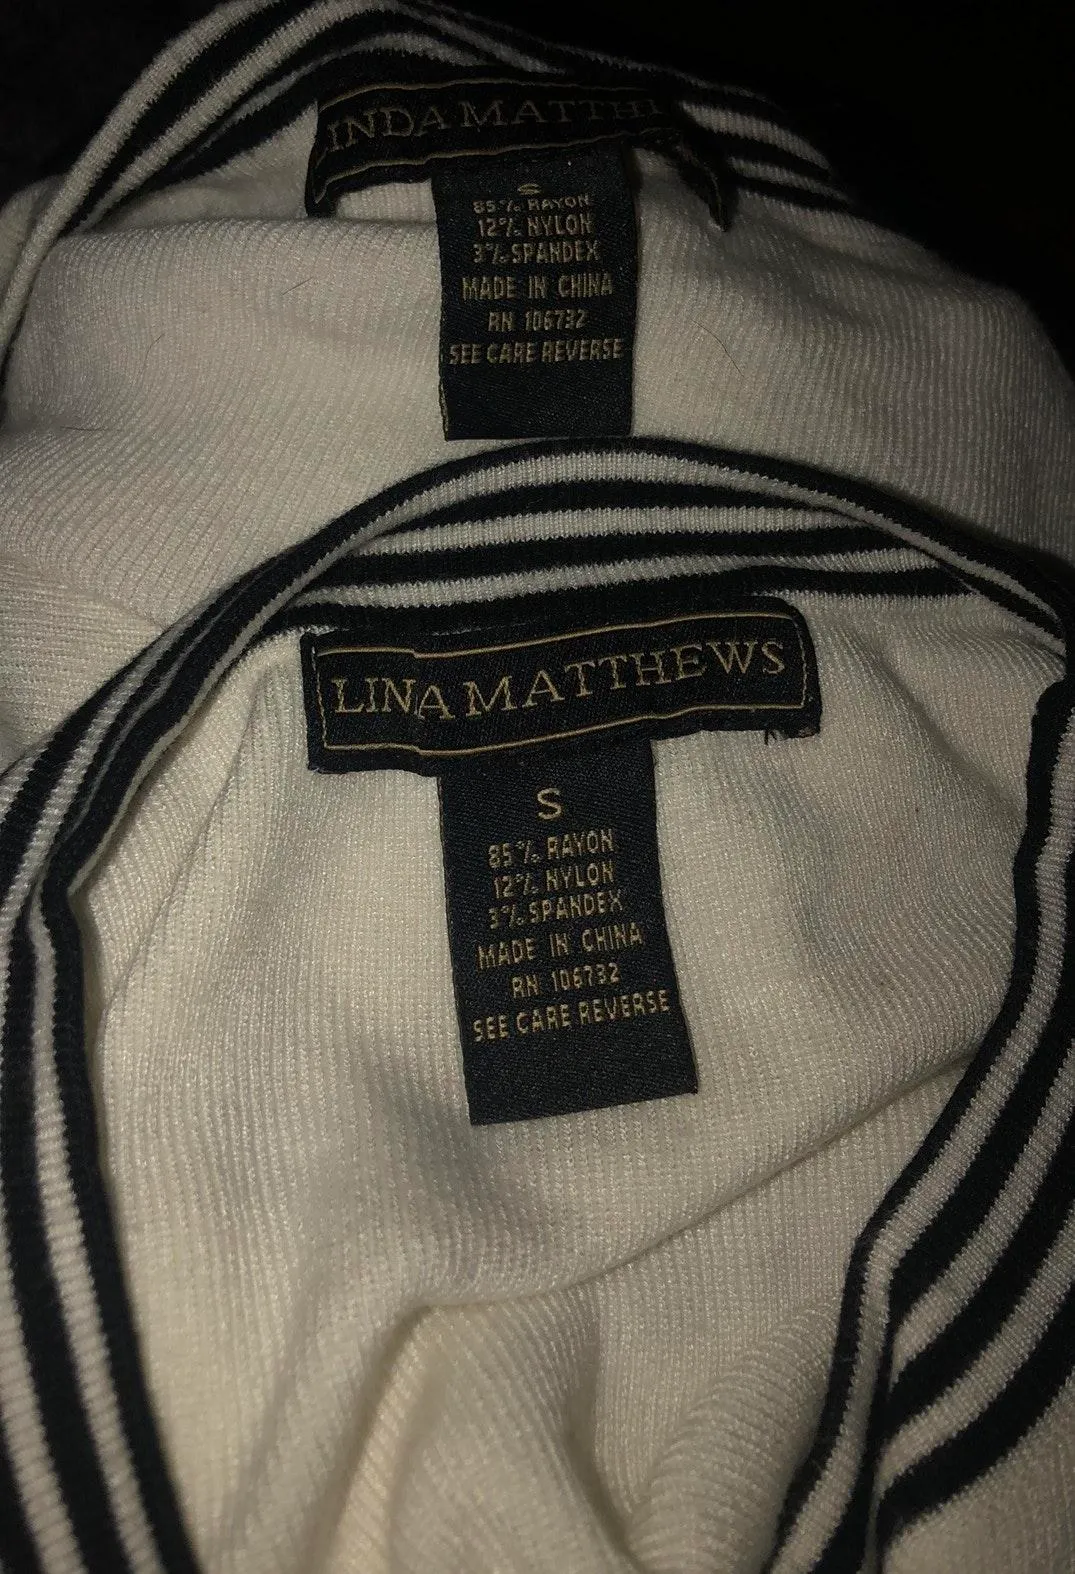 INDA MATTH
S
85% RAYON
12% NYLON
3% SPANDEX
MADE IN CHINA
RN 106732
SEE CARE REVERSE
LINA MATTHEWS
S
85% RAYON
12% NYLON
3% SPANDEX
MADE IN CHINA
RN 106732
SEE CARE REVERSE